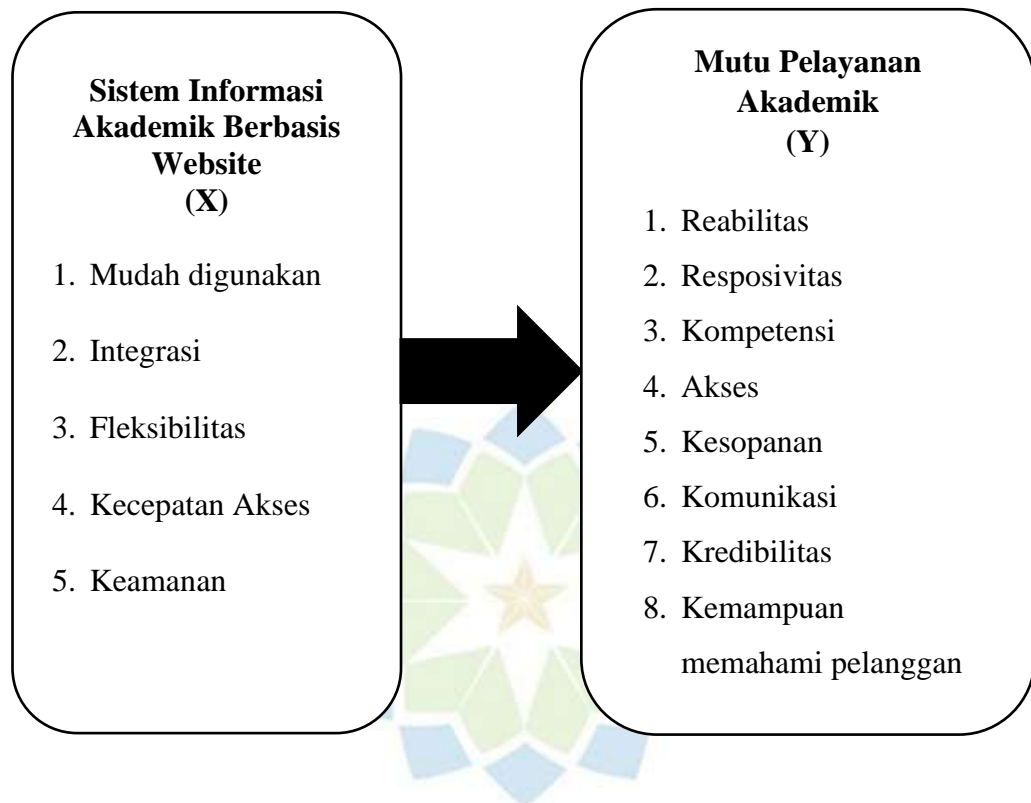 Sistem Informasi
Akademik Berbasis
Website
(X)
1. Mudah digunakan
2. Integrasi
3. Fleksibilitas
4. Kecepatan Akses
5. Keamanan
Mutu Pelayanan
Akademik
(Y)
1. Reabilitas
2. Resposivitas
3. Kompetensi
4. Akses
5. Kesopanan
6. Komunikasi
7. Kredibilitas
8. Kemampuan
memahami pelanggan